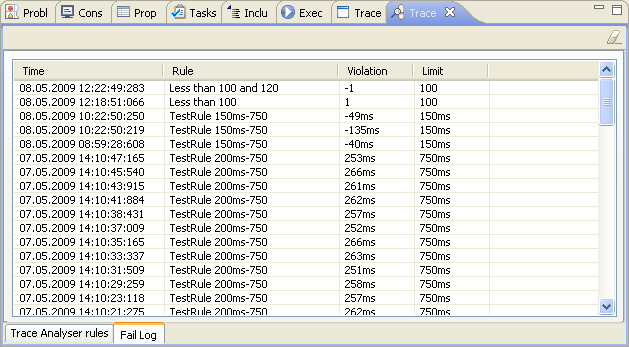 Probl Cons Prop Tasks Inclu Exec Trace Trace
Time Rule Violation Limit
08.05.2009 12:22:49:283 Less than 100 and 120 -1 100
08.05.2009 12:18:51:066 Less than 100 1 100
08.05.2009 10:22:50:250 TestRule 150ms-750 -49ms 150ms
08.05.2009 10:22:50:219 TestRule 150ms-750 -135ms 150ms
08.05.2009 08:59:28:608 TestRule 150ms-750 -40ms 150ms
07.05.2009 14:10:47:165 TestRule 200ms-750 253ms 750ms
07.05.2009 14:10:45:540 TestRule 200ms-750 266ms 750ms
07.05.2009 14:10:43:915 TestRule 200ms-750 261ms 750ms
07.05.2009 14:10:41:884 TestRule 200ms-750 262ms 750ms
07.05.2009 14:10:38:431 TestRule 200ms-750 257ms 750ms
07.05.2009 14:10:37:009 TestRule 200ms-750 252ms 750ms
07.05.2009 14:10:35:165 TestRule 200ms-750 266ms 750ms
07.05.2009 14:10:33:337 TestRule 200ms-750 263ms 750ms
07.05.2009 14:10:31:509 TestRule 200ms-750 251ms 750ms
07.05.2009 14:10:29:259 TestRule 200ms-750 258ms 750ms
07.05.2009 14:10:23:118 TestRule 200ms-750 257ms 750ms
07.05.2009 14:10:21:275 TestRule 200ms-750 262ms 750ms
Trace Analyser rules Fail Log